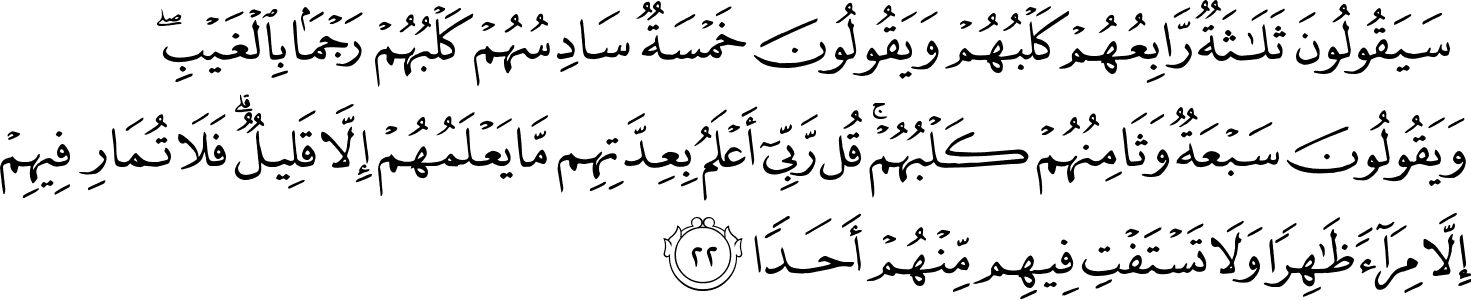 سَيَقُولُونَ ثَلَـٰثَةٌ رَّابِعُهُمْ كَلْبُهُمْ وَيَقُولُونَ خَمْسَةٌ سَادِسُهُمْ كَلْبُهُمْ رَجْمًۢا بِٱلْغَيْبِ ۖ
وَيَقُولُونَ سَبْعَةٌ وَثَامِنُهُمْ كَلْبُهُمْ ۚ قُل رَّبِّىٓ أَعْلَمُ بِعِدَّتِهِم مَّا يَعْلَمُهُمْ إِلَّا قَلِيلٌ ۗ فَلَا تُمَارِ فِيهِمْ
إِلَّا مِرَآءً ظَـٰهِرًا وَلَا تَسْتَفْتِ فِيهِم مِّنْهُمْ أَحَدًا ٢٢